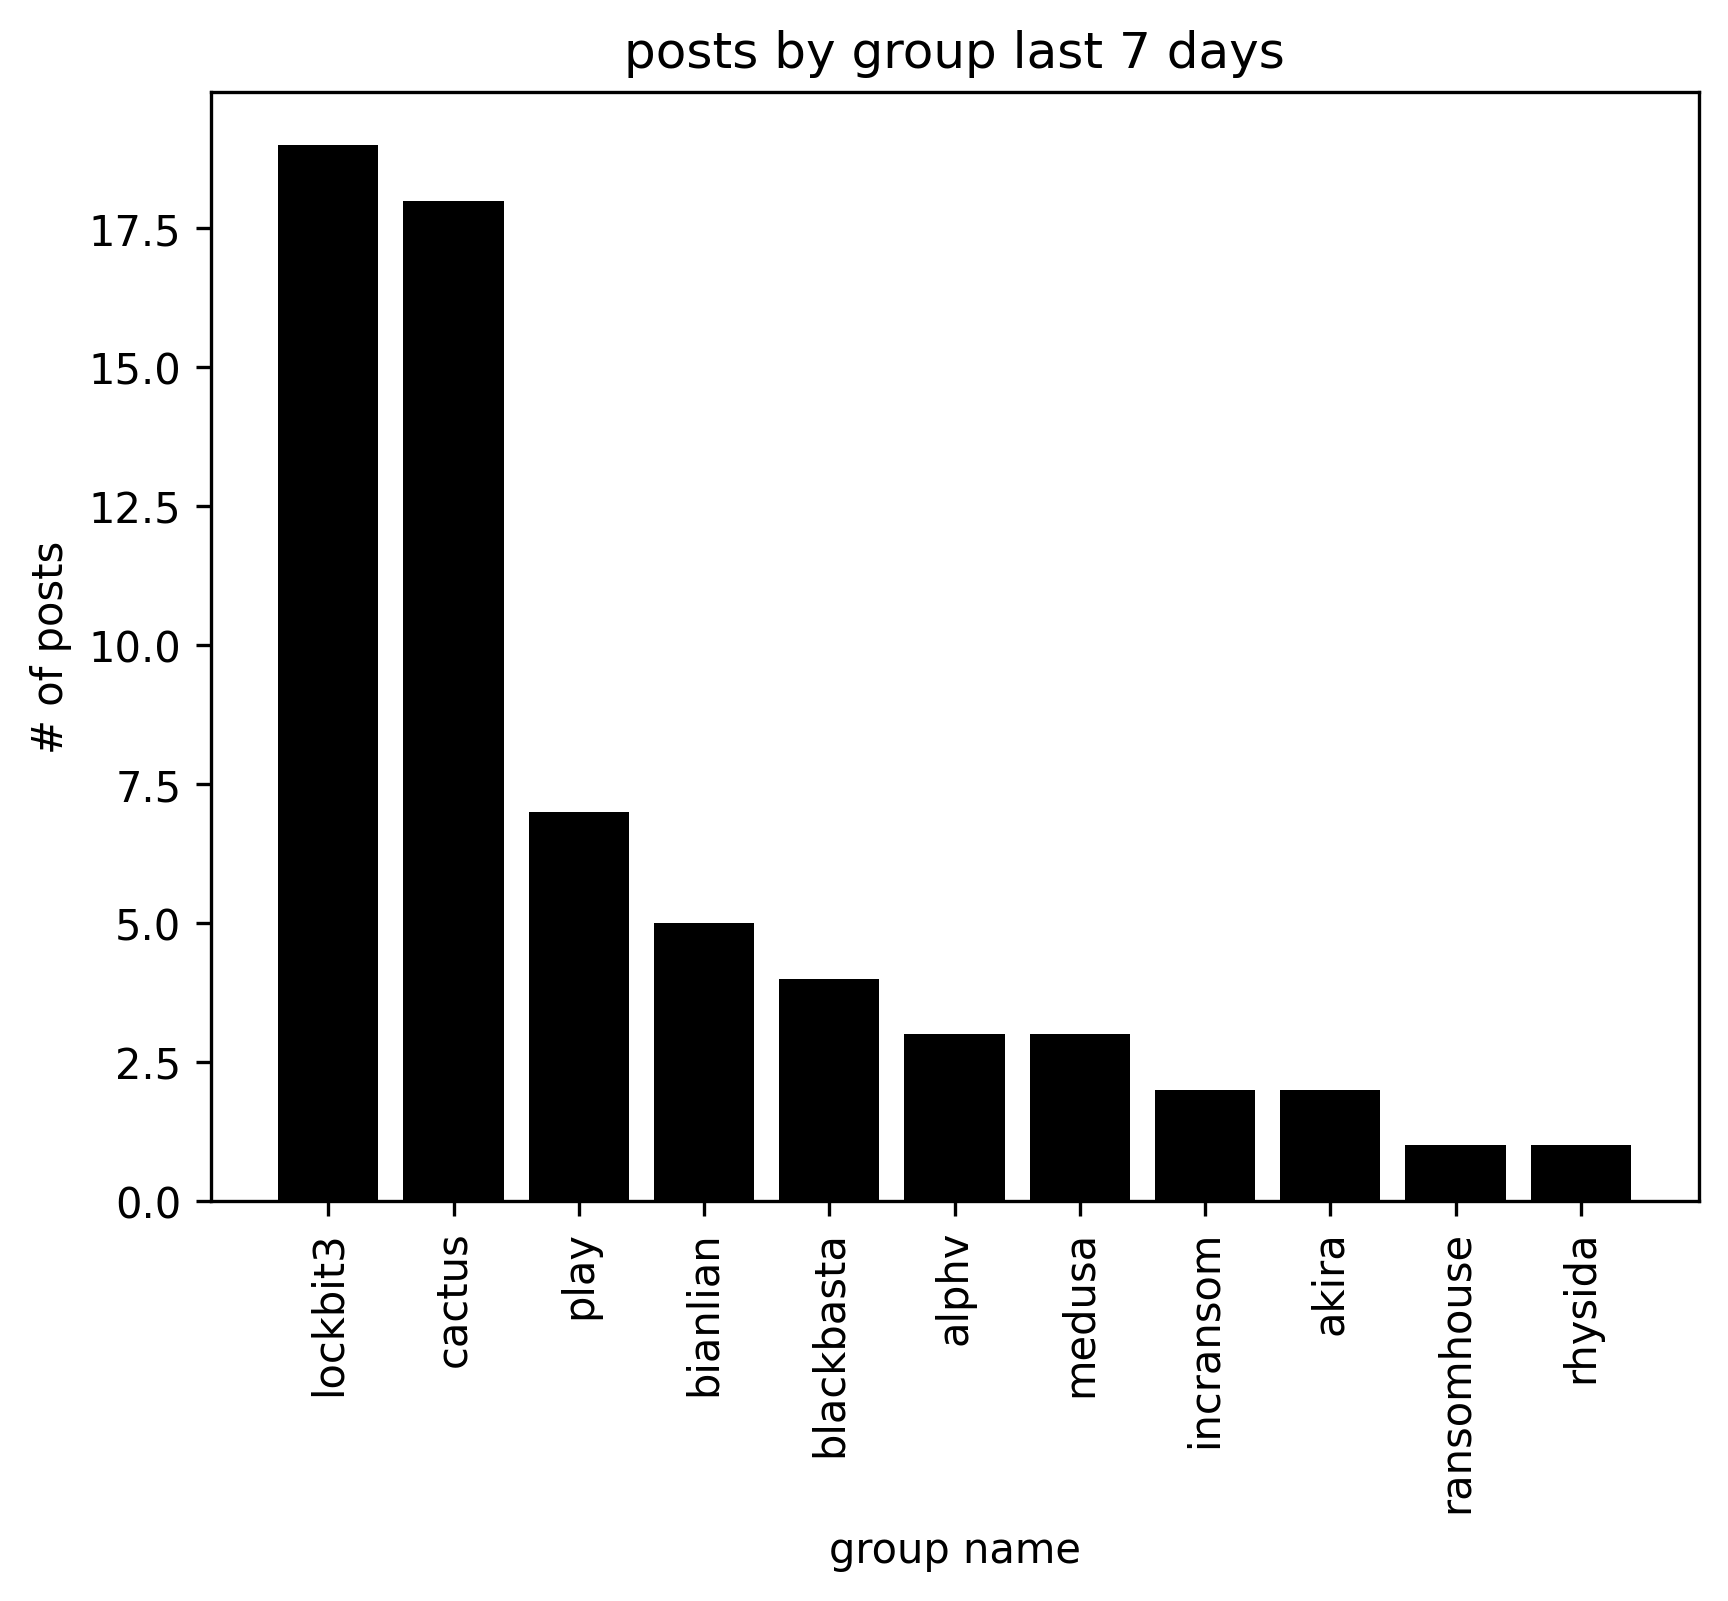 posts by group last 7 days
# of posts
17.5
15.0
12.5
10.0
7.5
5.0
2.5
0.0
lockbit3
cactus
play
bianlian
blackbasta
alphv
medusa
incransom
akira
ransomhouse
rhysida
group name